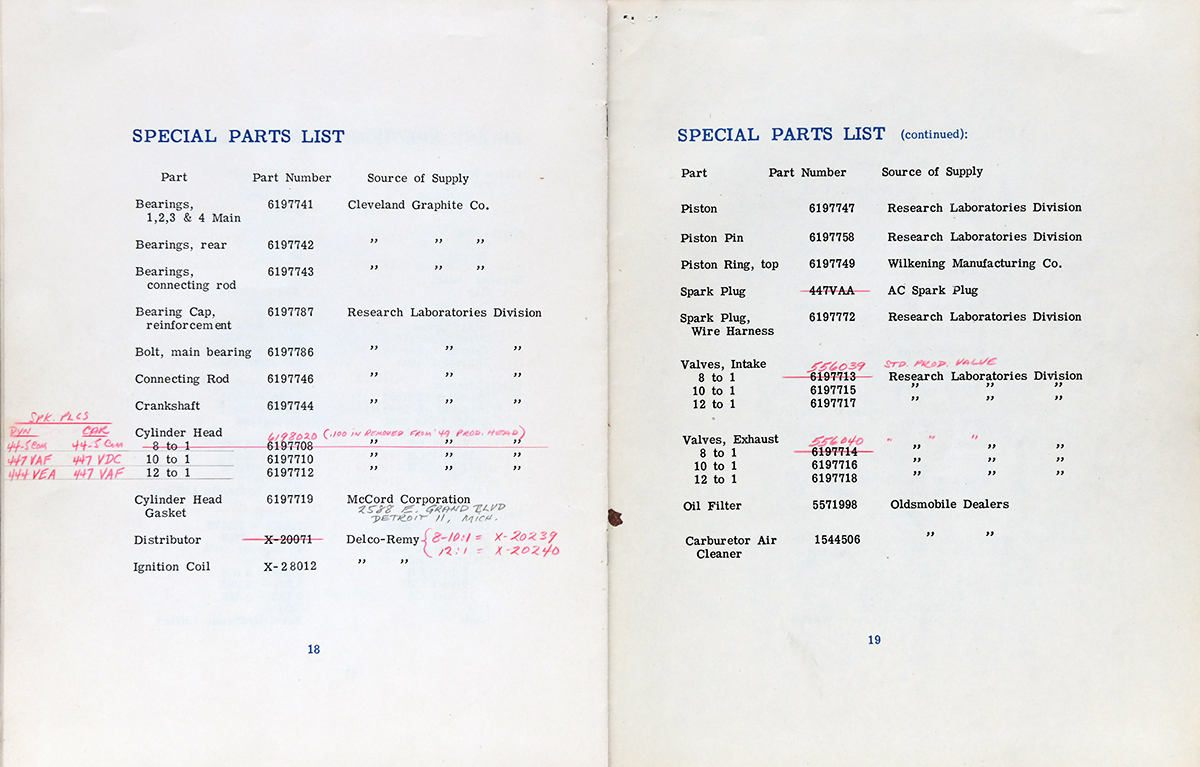 SPECIAL PARTS LIST
Part Part Number Source of Supply
Bearings, 6197741 Cleveland Graphite Co.
1,2,3 & 4 Main
Bearings, rear 6197742 " " "
Bearings, 6197743 " " "
connecting rod
Bearing Cap, 6197787 Research Laboratories Division
reinforcement
Bolt, main bearing 6197786 " " "
Connecting Rod 6197746 " " "
Crankshaft 6197744 " " "
SPK. PLGS
DYN CAR
44-5 COM 44-5 COM
447 VAF 447 VDC
444 VEA 447 VAF
Cylinder Head 6198020 (.100 IN REMOVED FROM '49 PROD. HEAD)
8 to 1 6197708 " " "
10 to 1 6197710 " " "
12 to 1 6197712 " " "
Cylinder Head 6197719 McCord Corporation
Gasket 2588 E. GRAND BLVD
DETROIT 11, MICH.
Distributor X-20071 Delco-Remy 8-10:1 = X-20239
12:1 = X-20240
Ignition Coil X-28012 " "
18
SPECIAL PARTS LIST (continued):
Part Part Number Source of Supply
Piston 6197747 Research Laboratories Division
Piston Pin 6197758 Research Laboratories Division
Piston Ring, top 6197749 Wilkening Manufacturing Co.
Spark Plug 447VAA AC Spark Plug
Spark Plug, 6197772 Research Laboratories Division
Wire Harness
Valves, Intake 556039 STD. PROD. VALVE
8 to 1 6197713 Research Laboratories Division
10 to 1 6197715 " " "
12 to 1 6197717 " " "
Valves, Exhaust 556040 " " "
8 to 1 6197714 " " "
10 to 1 6197716 " " "
12 to 1 6197718 " " "
Oil Filter 5571998 Oldsmobile Dealers
Carburetor Air 1544506 " "
Cleaner
19